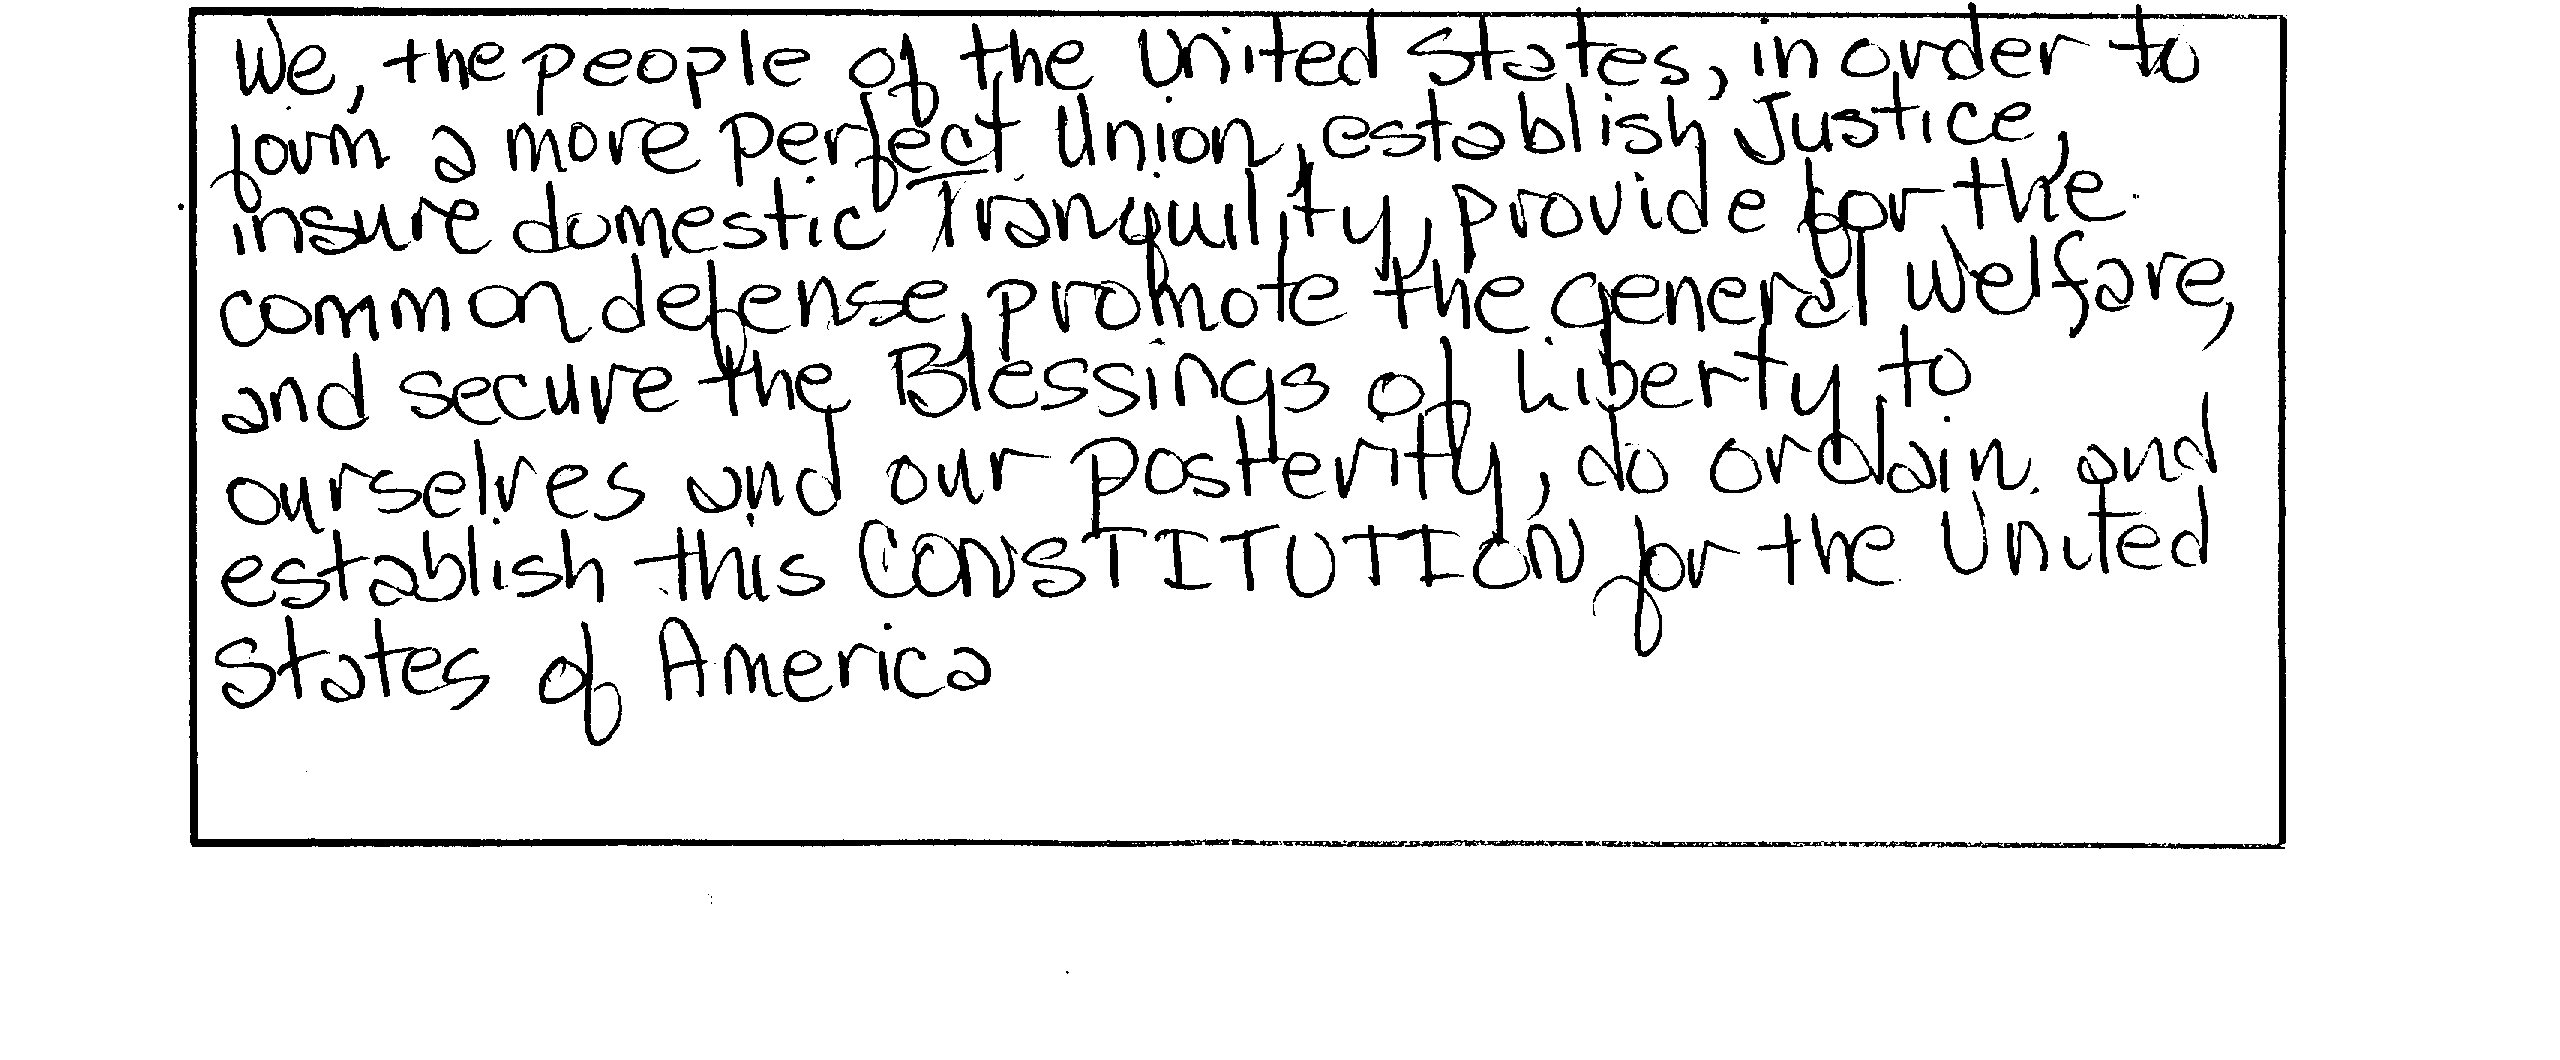 We, the people of the United States, in order to
form a more perfect Union, establish Justice,
insure domestic Tranquility, provide for the
common defense, promote the general Welfare,
and secure the Blessings of Liberty, to
ourselves and our posterity, do ordain and
establish this CONSTITUTION for the United
States of America